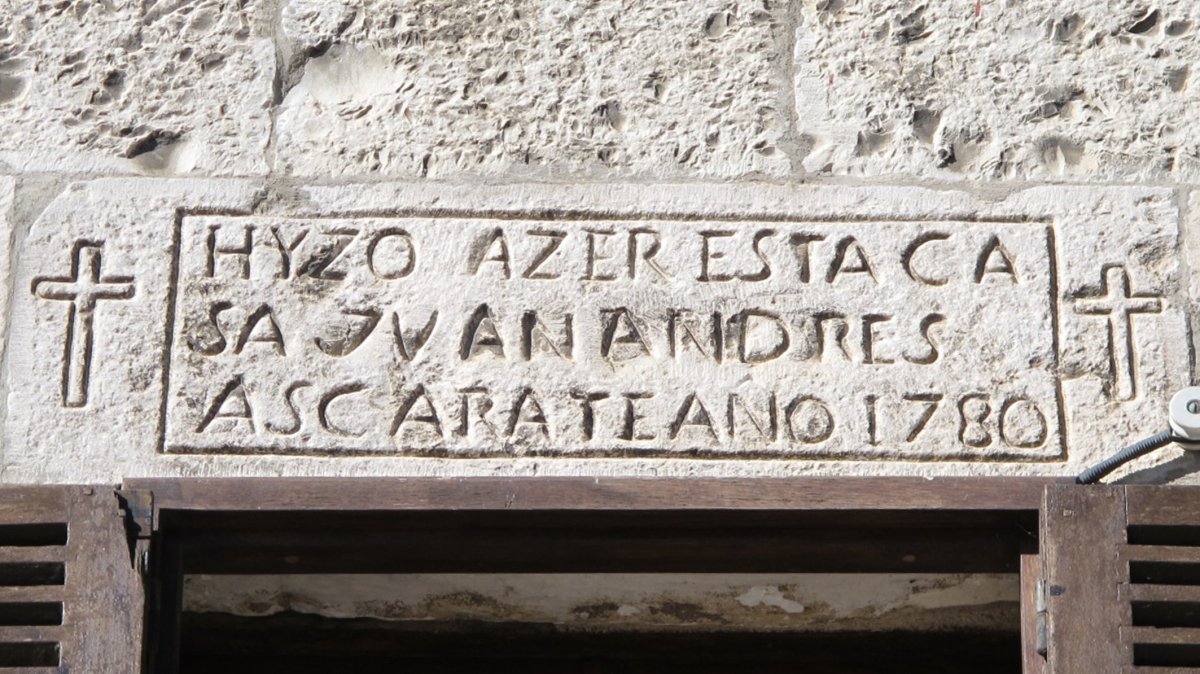 HYZO AZER ESTA CA
SA JVAN ANDRES
ASCARATE AÑO 1780